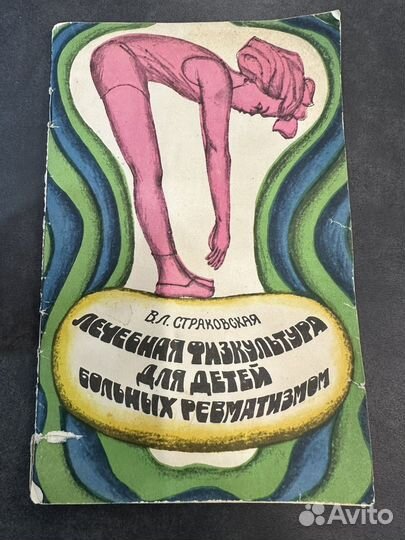 В.Л. СТРАКОВСКАЯ
ЛЕЧЕБНАЯ ФИЗКУЛЬТУРА
ДЛЯ ДЕТЕЙ
БОЛЬНЫХ РЕВМАТИЗМОМ
Avito